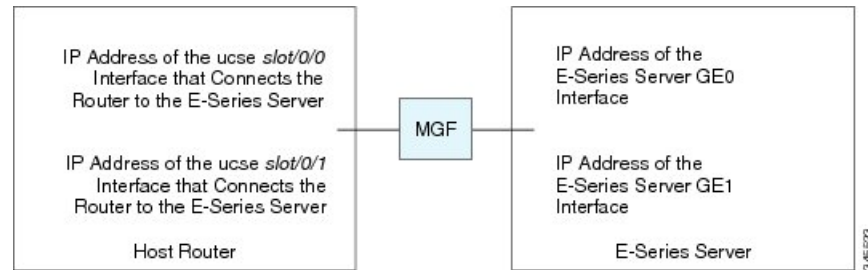 IP Address of the ucse slot/0/0
Interface that Connects the
Router to the E-Series Server
IP Address of the ucse slot/0/1
Interface that Connects the
Router to the E-Series Server
Host Router
MGF
IP Address of the
E-Series Server GE0
Interface
IP Address of the
E-Series Server GE1
Interface
E-Series Server